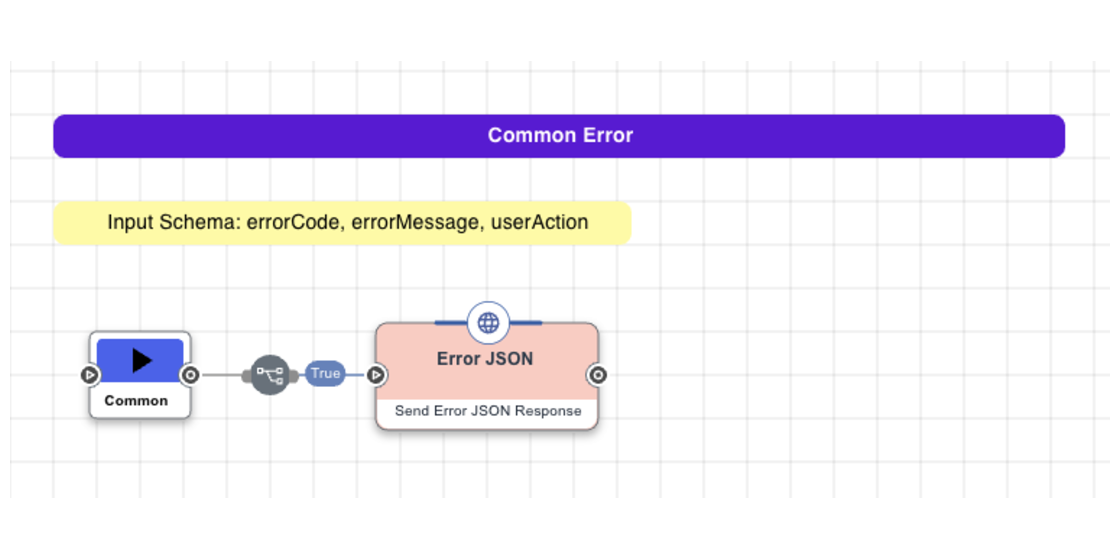 Common Error
Input Schema: errorCode, errorMessage, userAction
Common
True
Error JSON
Send Error JSON Response